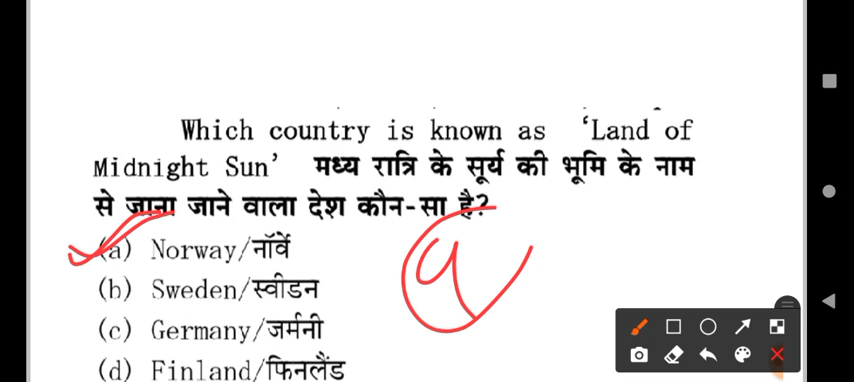 Which country is known as 'Land of
Midnight Sun' मध्य रात्रि के सूर्य की भूमि के नाम
से जाना जाने वाला देश कौन-सा है?
(a) Norway/नॉर्वे
(b) Sweden/स्वीडन
(c) Germany/जर्मनी
(d) Finland/फिनलैंड